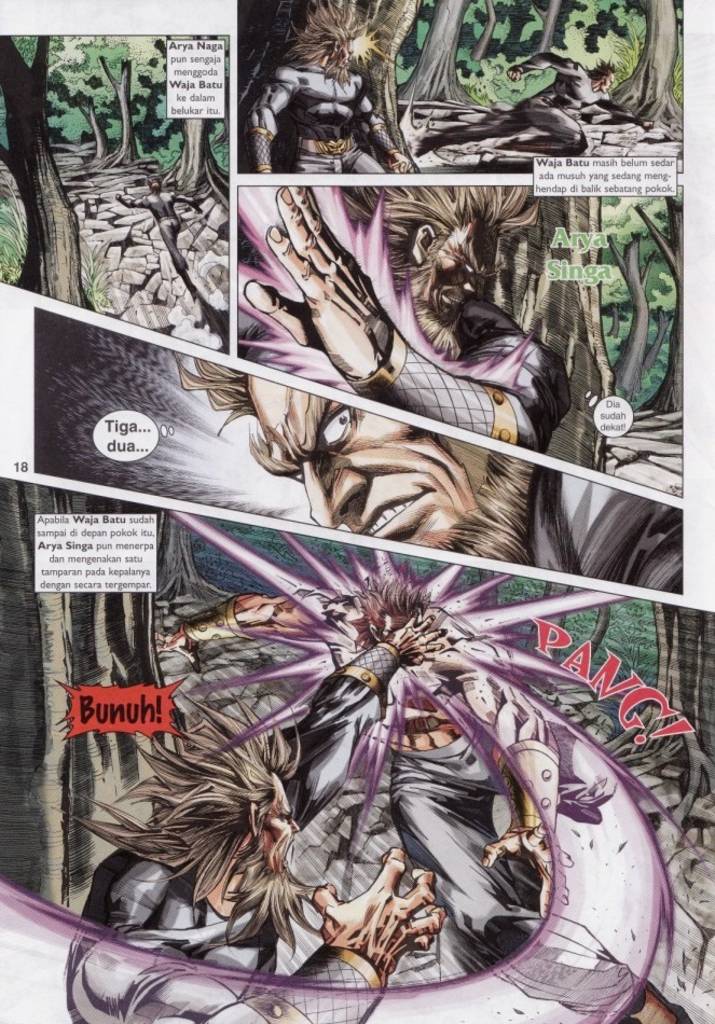 Arya Naga
pun sengaja
menggoda
Waja Batu
ke dalam
belukar itu.
Waja Batu masih belum sedar
ada musuh yang sedang meng-
hendap di balik sebatang pokok.
Arya
Singa
Dia
sudah
dekat!
Tiga...
dua...
18
Apabila Waja Batu sudah
sampai di depan pokok itu,
Arya Singa pun menerpa
dan mengenakan satu
tamparan pada kepalanya
dengan secara tergempar.
PANG!
Bunuh!